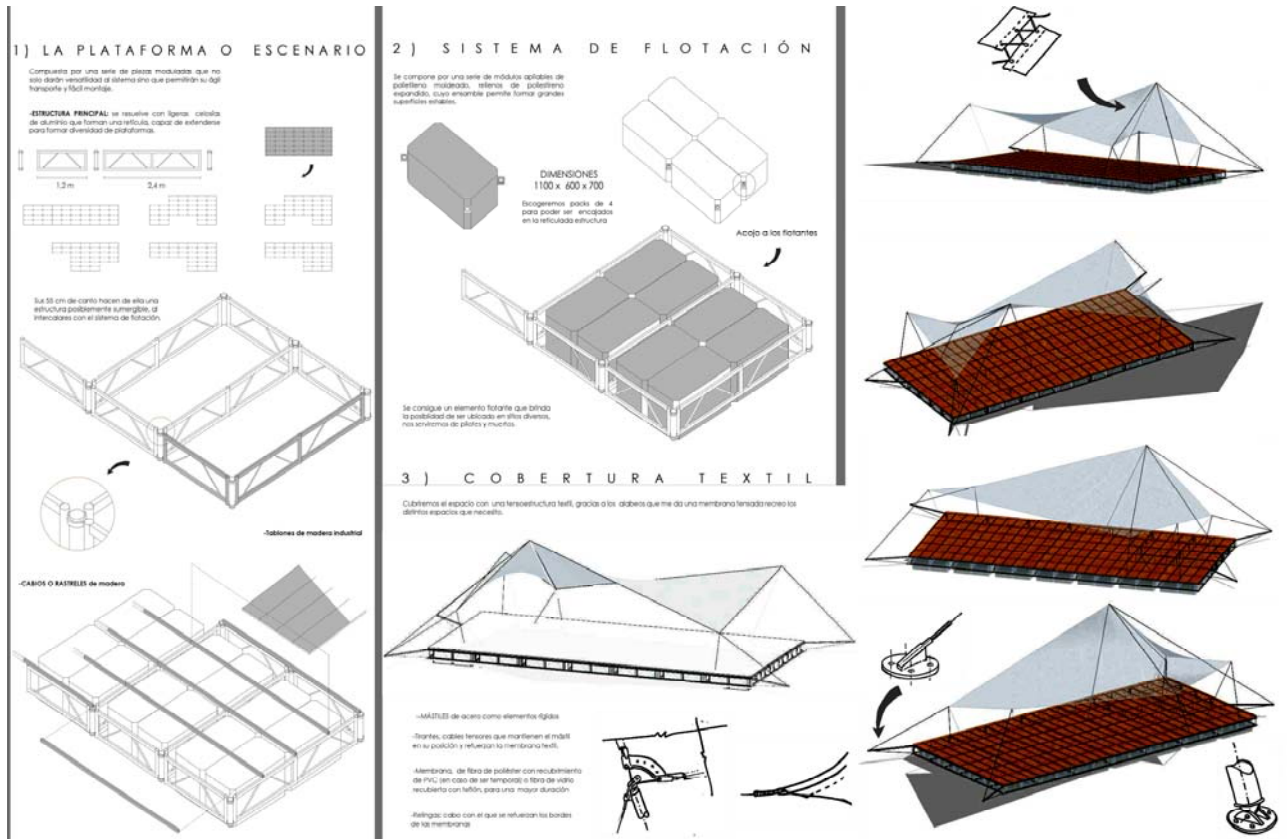 1) LA PLATAFORMA O ESCENARIO
Compuesta por una serie de piezas moduladas que no
solo darán versatilidad al sistema sino que permitirán su ágil
transporte y fácil montaje.
-ESTRUCTURA PRINCIPAL: se resuelve con ligeras celosías
de aluminio que forman una retícula, capaz de extenderse
para formar diversidad de plataformas.
1,2 m
2,4 m
Sus 55 cm de canto hacen de ella una
estructura posiblemente sumergible, al
intercalarse con el sistema de flotación.
-Tablones de madera industrial
-CABIOS O RASTRELES de madera
2) SISTEMA DE FLOTACIÓN
Se compone por una serie de módulos apilables de
polietileno moldeado, rellenos de poliestireno
expandido, cuyo ensamble permite formar grandes
superficies estables.
DIMENSIONES
1100 x 600 x 700
Escogeremos packs de 4
para poder ser encajados
en la reticulada estructura
Acojo a los flotantes
Se consigue un elemento flotante que brinda
la posibilidad de ser ubicado en sitios diversos,
nos serviremos de pilotes y muertos.
3) COBERTURA TEXTIL
Cubriremos el espacio con una tensoestructura textil, gracias a los alabeos que me da una membrana tensada recreo los
distintos espacios que necesito.
-MÁSTILES de acero como elementos rígidos
-Tirantes, cables tensores que mantienen el mástil
en su posición y refuerzan la membrana textil.
-Membrana, de fibra de poliéster con recubrimiento
de PVC (en caso de ser temporal) o fibra de vidrio
recubierta con teflón, para una mayor duración
-Relingas: cabo con el que se refuerzan los bordes
de las membranas